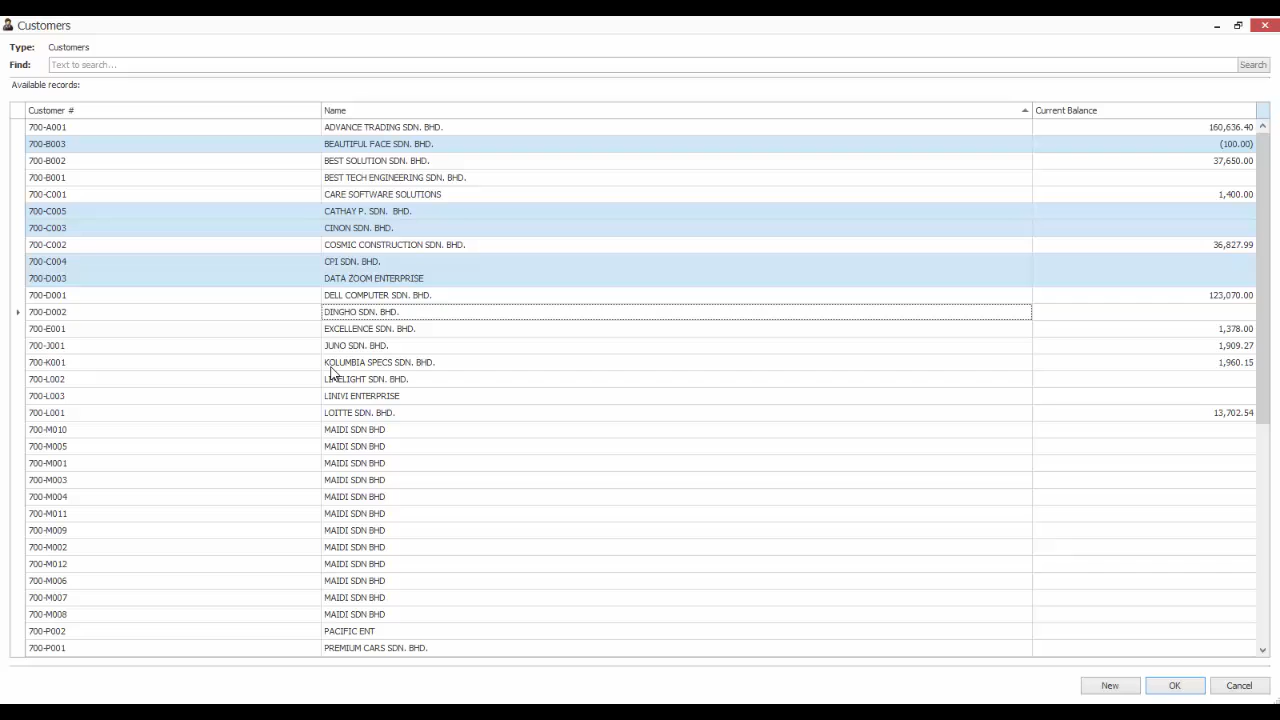 Customers
Type: Customers
Find: Text to search... Search
Available records:
Customer # Name Current Balance
700-A001 ADVANCE TRADING SDN. BHD. 160,636.40
700-B003 BEAUTIFUL FACE SDN. BHD. (100.00)
700-B002 BEST SOLUTION SDN. BHD. 37,650.00
700-B001 BEST TECH ENGINEERING SDN. BHD.
700-C001 CARE SOFTWARE SOLUTIONS 1,400.00
700-C005 CATHAY P. SDN. BHD.
700-C003 CINON SDN. BHD.
700-C002 COSMIC CONSTRUCTION SDN. BHD. 36,827.99
700-C004 CPI SDN. BHD.
700-D003 DATA ZOOM ENTERPRISE
700-D001 DELL COMPUTER SDN. BHD. 123,070.00
700-D002 DINGHO SDN. BHD.
700-E001 EXCELLENCE SDN. BHD. 1,378.00
700-J001 JUNO SDN. BHD. 1,909.27
700-K001 KOLUMBIA SPECS SDN. BHD. 1,960.15
700-L002 LIMELIGHT SDN. BHD.
700-L003 LINIVI ENTERPRISE
700-L001 LOITTE SDN. BHD. 13,702.54
700-M010 MAIDI SDN BHD
700-M005 MAIDI SDN BHD
700-M001 MAIDI SDN BHD
700-M003 MAIDI SDN BHD
700-M004 MAIDI SDN BHD
700-M011 MAIDI SDN BHD
700-M009 MAIDI SDN BHD
700-M002 MAIDI SDN BHD
700-M012 MAIDI SDN BHD
700-M006 MAIDI SDN BHD
700-M007 MAIDI SDN BHD
700-M008 MAIDI SDN BHD
700-P002 PACIFIC ENT
700-P001 PREMIUM CARS SDN. BHD.
New OK Cancel